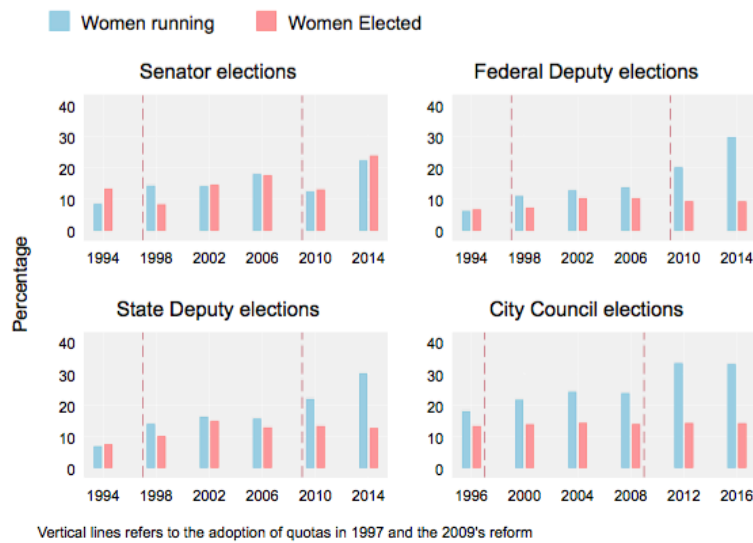 Women running Women Elected
Senator elections
40
30
20
10
0
1994 1998 2002 2006 2010 2014
Federal Deputy elections
40
30
20
10
0
1994 1998 2002 2006 2010 2014
Percentage
State Deputy elections
40
30
20
10
0
1994 1998 2002 2006 2010 2014
City Council elections
40
30
20
10
0
1996 2000 2004 2008 2012 2016
Vertical lines refers to the adoption of quotas in 1997 and the 2009's reform